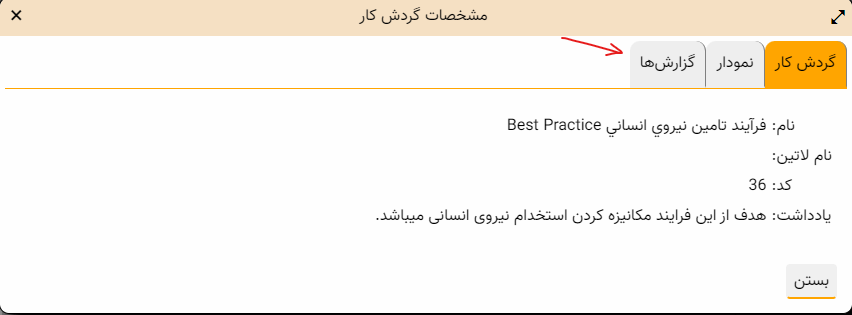 مشخصات گردش کار
گردش کار
نمودار
گزارش‌ها
نام: فرآیند تامین نیروي انساني Best Practice
نام لاتین:
کد: 36
یادداشت: هدف از این فرایند مکانیزه کردن استخدام نیروی انسانی میباشد.
بستن